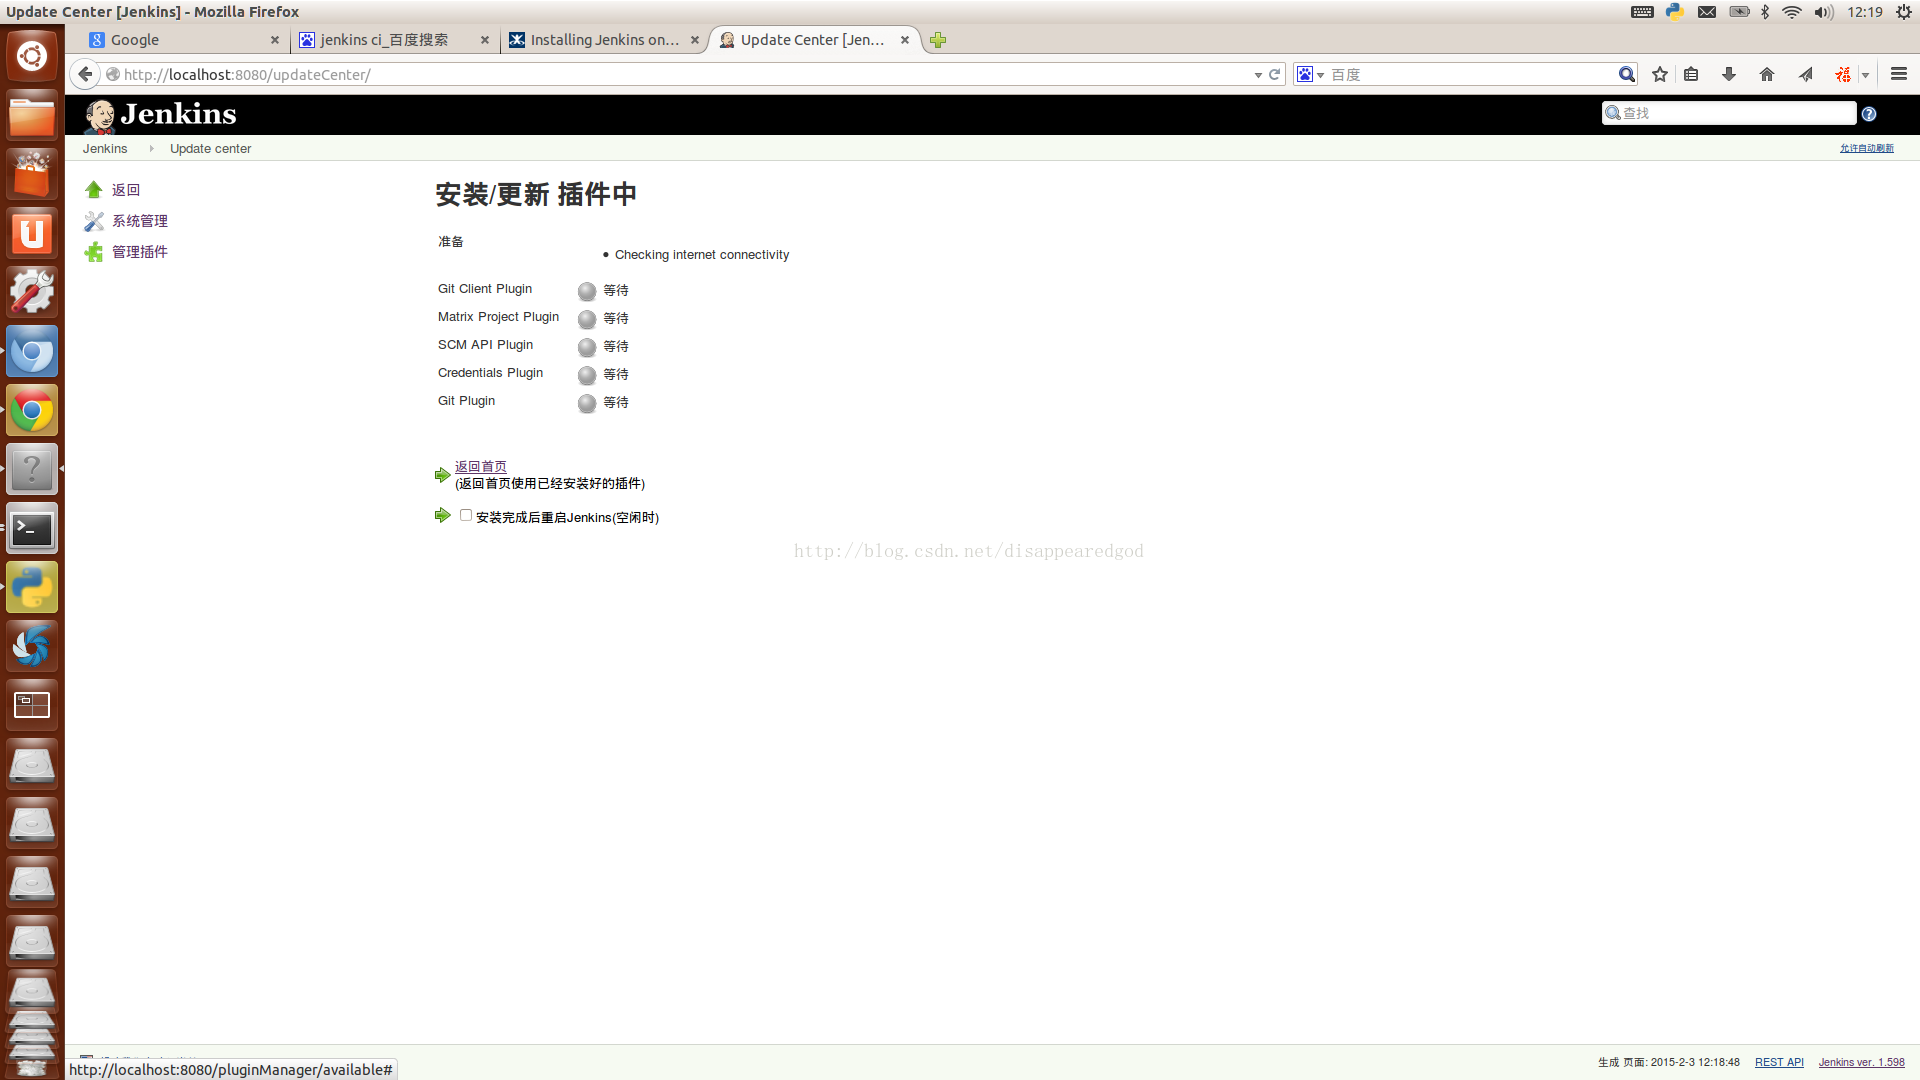 Update Center [Jenkins] - Mozilla Firefox
12:19
Google
jenkins ci_百度搜索
Installing Jenkins on...
Update Center [Jen...
http://localhost:8080/updateCenter/
百度
Jenkins
查找
Jenkins
Update center
允许自动刷新
返回
系统管理
管理插件
安装/更新 插件中
准备
Checking internet connectivity
Git Client Plugin 等待
Matrix Project Plugin 等待
SCM API Plugin 等待
Credentials Plugin 等待
Git Plugin 等待
返回首页
(返回首页使用已经安装好的插件)
安装完成后重启Jenkins(空闲时)
http://blog.csdn.net/disappearedgod
http://localhost:8080/pluginManager/available#
生成 页面: 2015-2-3 12:18:48
REST API
Jenkins ver. 1.598